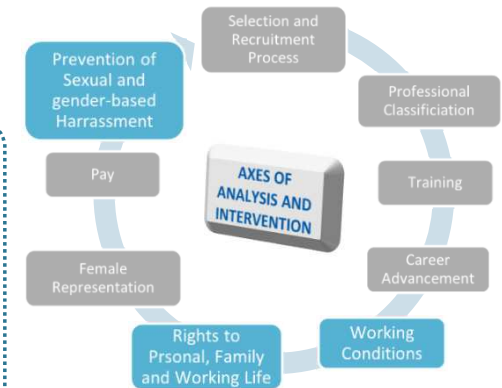 Selection and
Recruitment
Process
Professional
Classificiation
Training
Career
Advancement
Working
Conditions
Rights to
Prsonal, Family
and Working Life
Female
Representation
Pay
Prevention of
Sexual and
gender-based
Harrassment
AXES OF
ANALYSIS AND
INTERVENTION